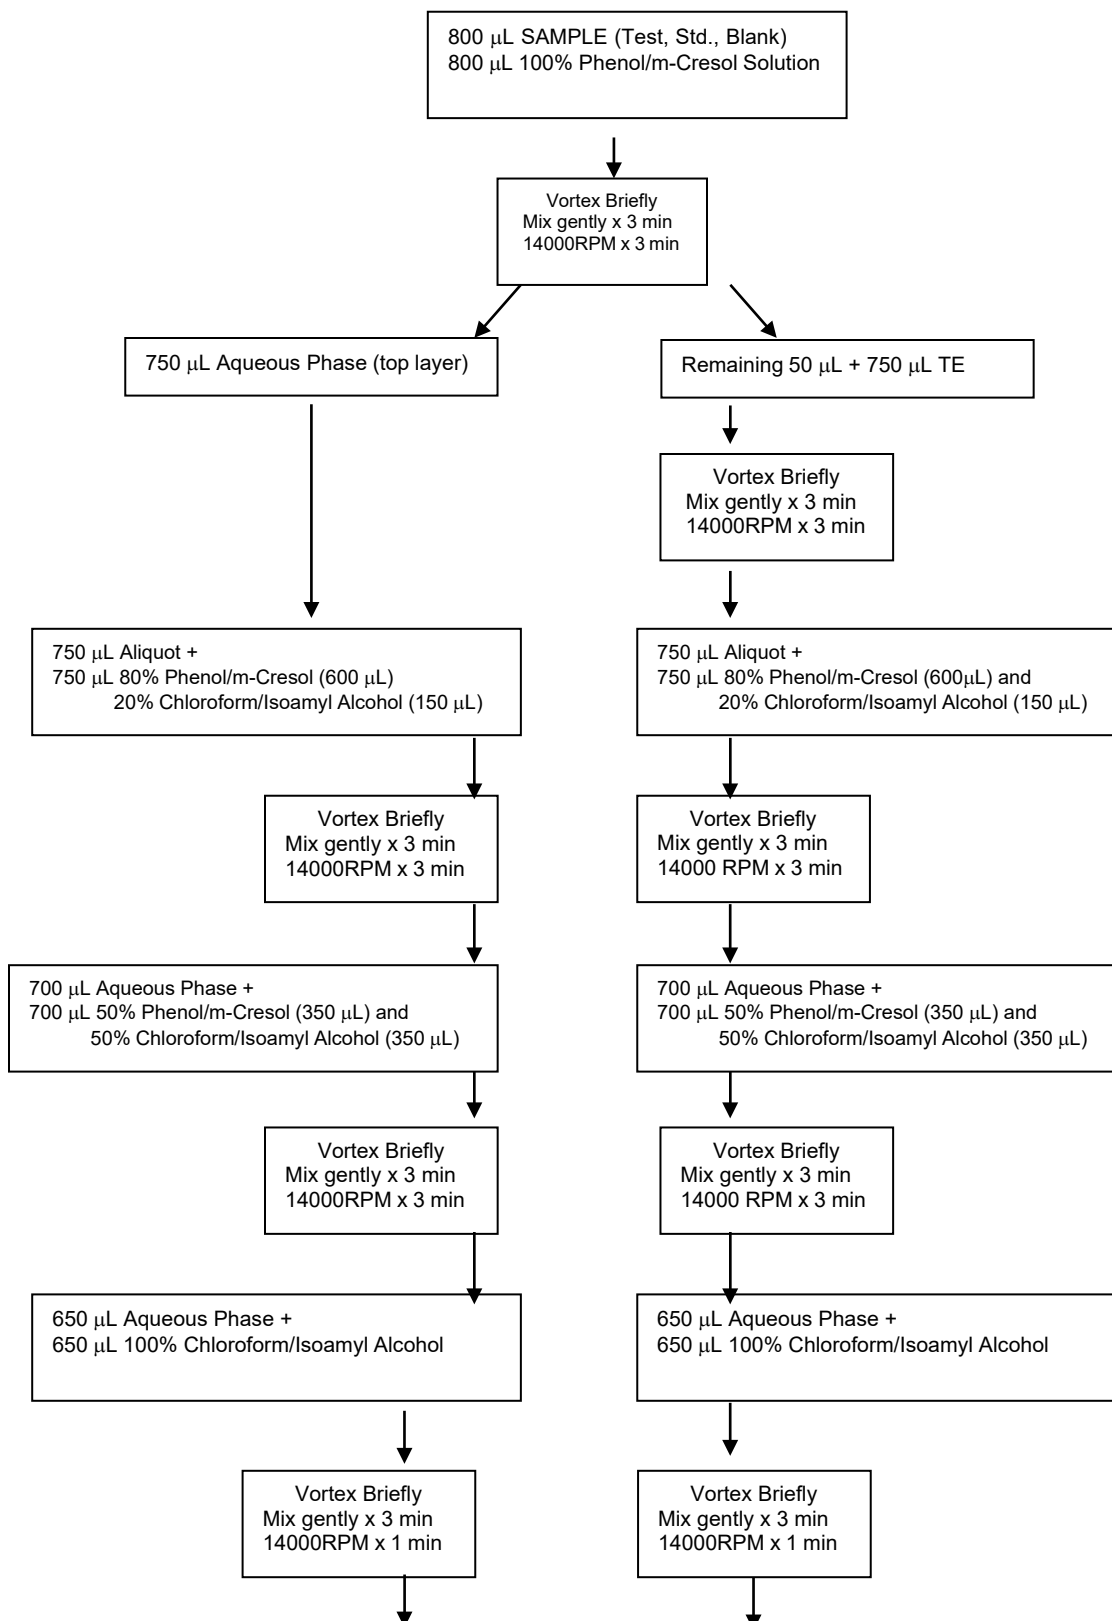 800 μL SAMPLE (Test, Std., Blank)
800 μL 100% Phenol/m-Cresol Solution
Vortex Briefly
Mix gently x 3 min
14000RPM x 3 min
750 μL Aqueous Phase (top layer)
Remaining 50 μL + 750 μL TE
Vortex Briefly
Mix gently x 3 min
14000RPM x 3 min
750 μL Aliquot +
750 μL 80% Phenol/m-Cresol (600 μL)
20% Chloroform/Isoamyl Alcohol (150 μL)
750 μL Aliquot +
750 μL 80% Phenol/m-Cresol (600μL) and
20% Chloroform/Isoamyl Alcohol (150 μL)
Vortex Briefly
Mix gently x 3 min
14000RPM x 3 min
Vortex Briefly
Mix gently x 3 min
14000 RPM x 3 min
700 μL Aqueous Phase +
700 μL 50% Phenol/m-Cresol (350 μL) and
50% Chloroform/Isoamyl Alcohol (350 μL)
700 μL Aqueous Phase +
700 μL 50% Phenol/m-Cresol (350 μL) and
50% Chloroform/Isoamyl Alcohol (350 μL)
Vortex Briefly
Mix gently x 3 min
14000RPM x 3 min
Vortex Briefly
Mix gently x 3 min
14000 RPM x 3 min
650 μL Aqueous Phase +
650 μL 100% Chloroform/Isoamyl Alcohol
650 μL Aqueous Phase +
650 μL 100% Chloroform/Isoamyl Alcohol
Vortex Briefly
Mix gently x 3 min
14000RPM x 1 min
Vortex Briefly
Mix gently x 3 min
14000RPM x 1 min